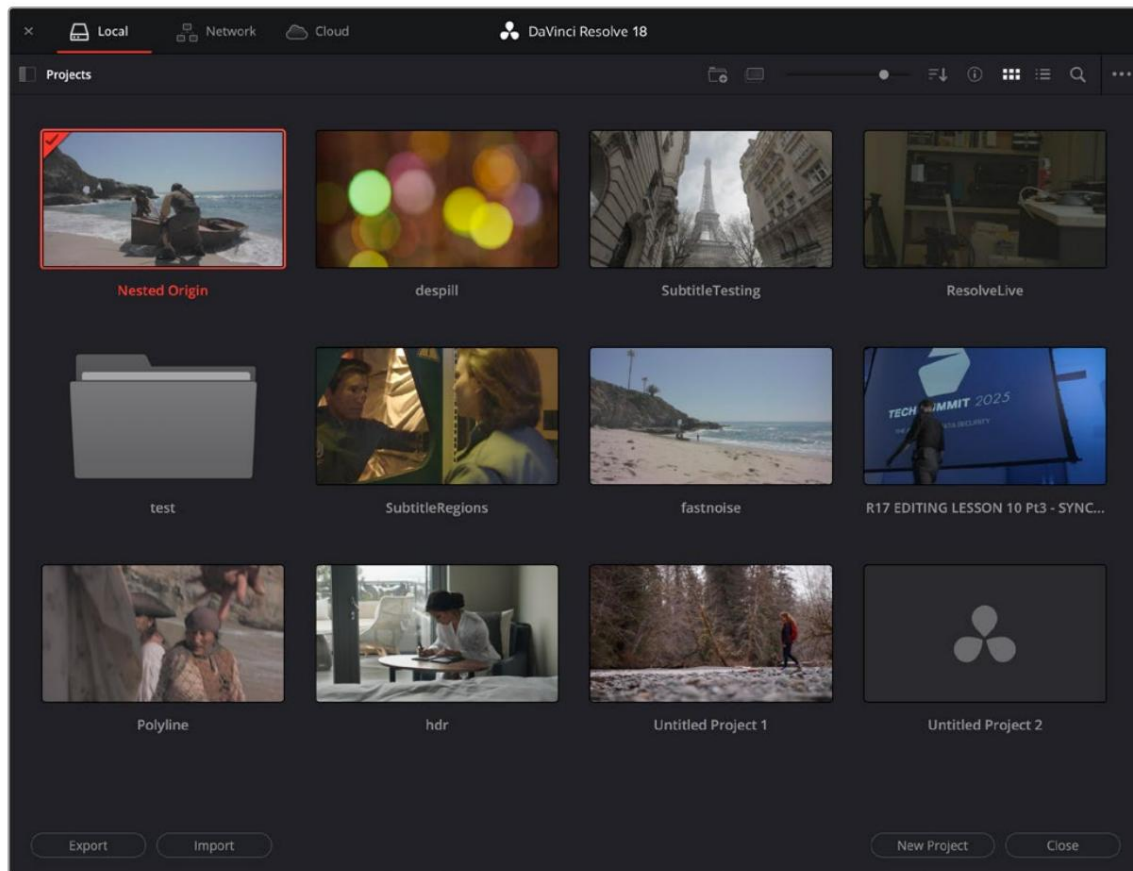 Local Network Cloud DaVinci Resolve 18
Projects
Nested Origin despill SubtitleTesting ResolveLive
TECH SUMMIT 2025
test SubtitleRegions fastnoise R17 EDITING LESSON 10 Pt3 - SYNC...
Polyline hdr Untitled Project 1 Untitled Project 2
Export Import New Project Close